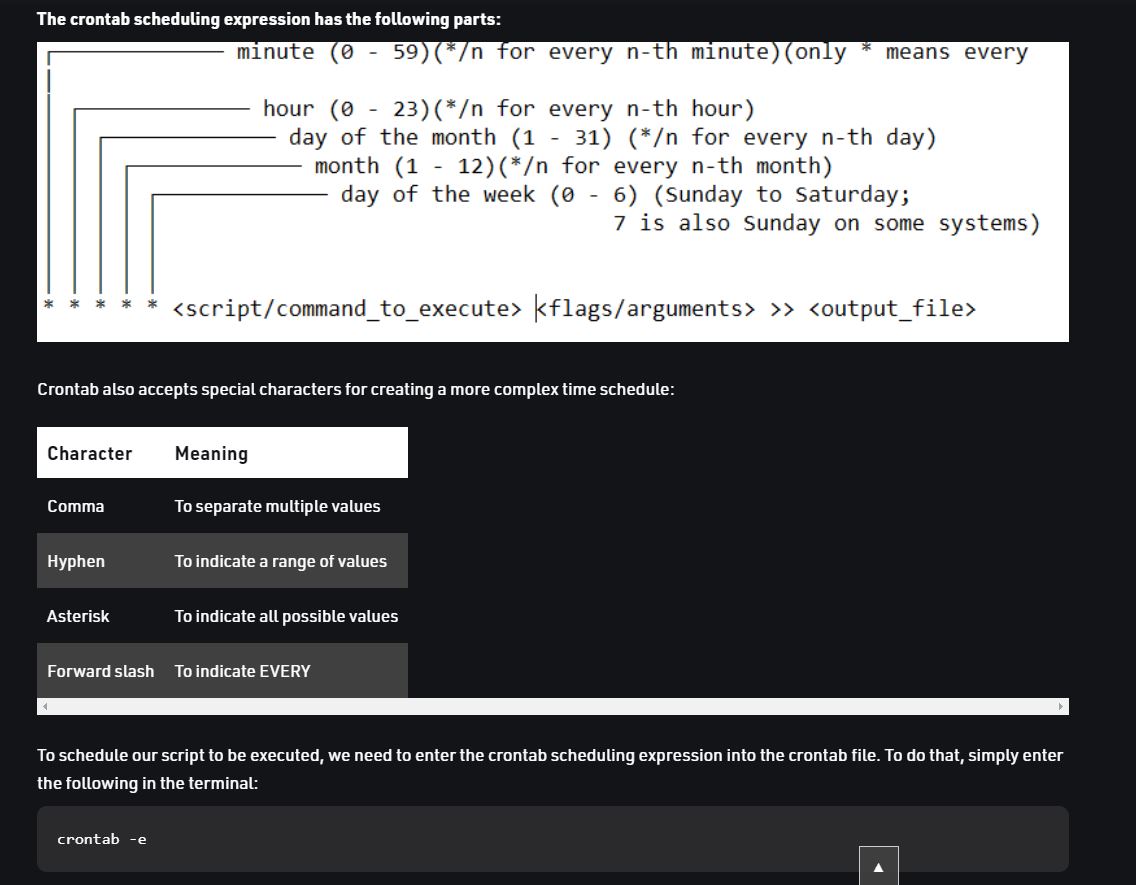 The crontab scheduling expression has the following parts:
minute (0 - 59)(*/n for every n-th minute)(only * means every
hour (0 - 23)(*/n for every n-th hour)
day of the month (1 - 31) (*/n for every n-th day)
month (1 - 12)(*/n for every n-th month)
day of the week (0 - 6) (Sunday to Saturday;
7 is also Sunday on some systems)
* * * * * <script/command_to_execute> <flags/arguments> >> <output_file>
Crontab also accepts special characters for creating a more complex time schedule:
Character Meaning
Comma To separate multiple values
Hyphen To indicate a range of values
Asterisk To indicate all possible values
Forward slash To indicate EVERY
To schedule our script to be executed, we need to enter the crontab scheduling expression into the crontab file. To do that, simply enter
the following in the terminal:
crontab -e